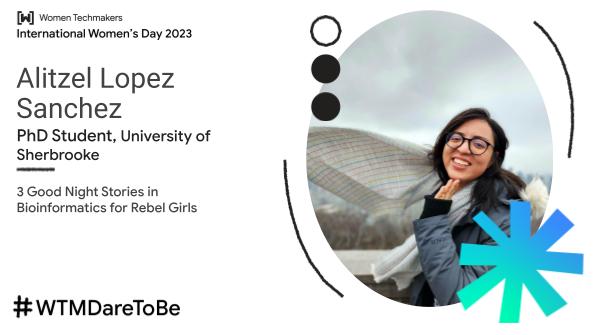 Women Techmakers
International Women's Day 2023
Alitzel Lopez
Sanchez
PhD Student, University of
Sherbrooke
3 Good Night Stories in
Bioinformatics for Rebel Girls
#WTMDareToBe